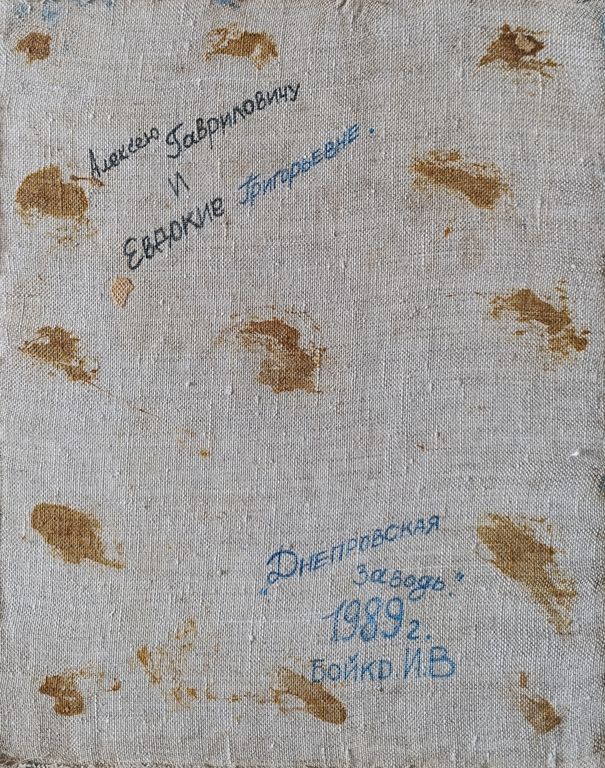 Алексею Гавриловичу
и
Евдокие Григорьевне.
"Днепровская
заводь."
1989г.
Бойко.И.В